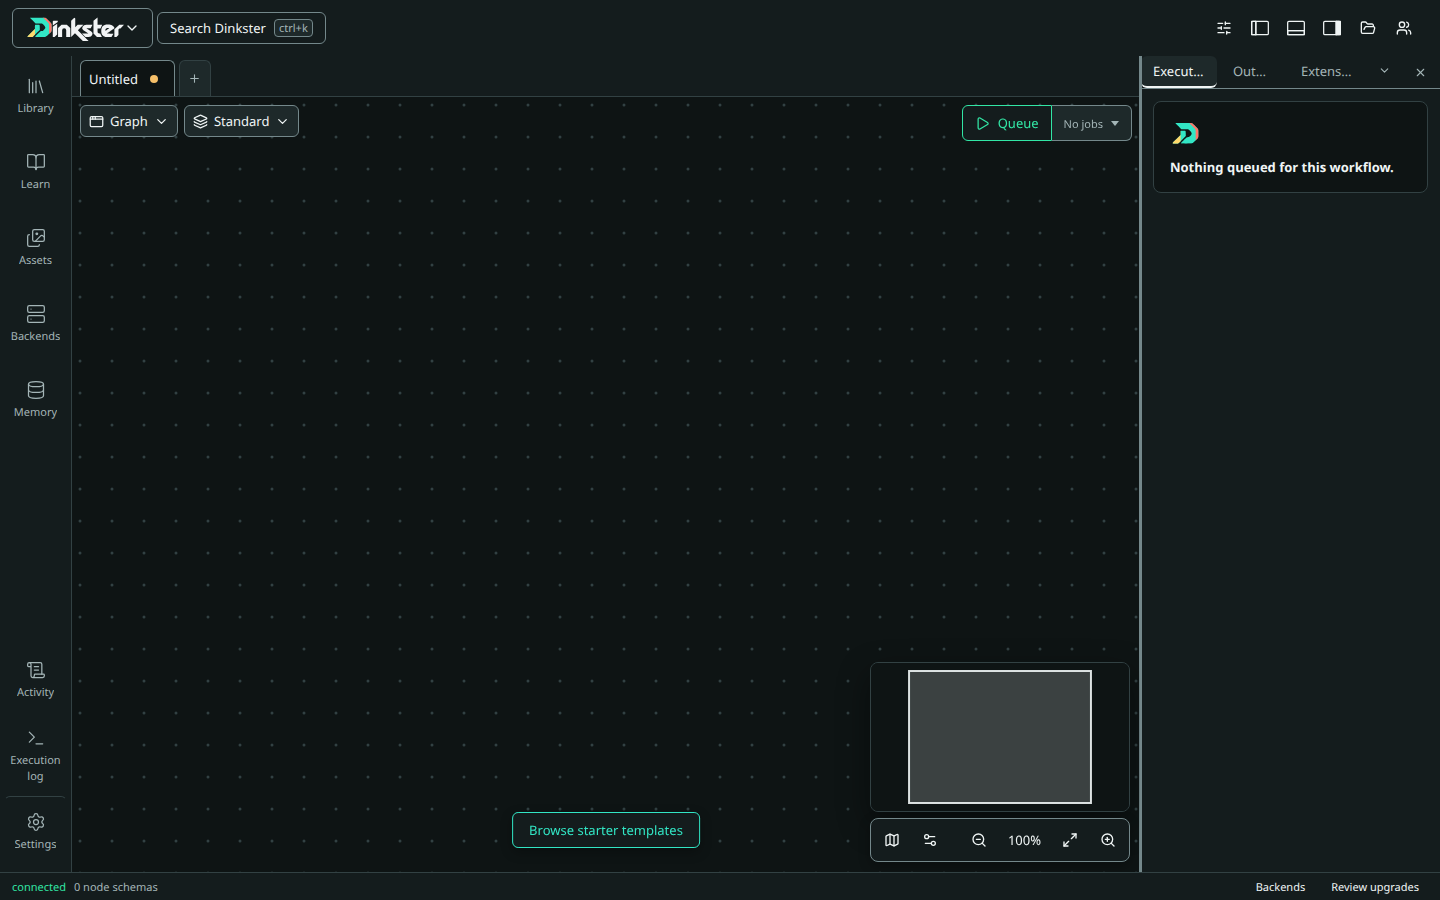 Dinkster
Search Dinkster ctrl+k
Untitled
Execut...
Out...
Extens...
Graph
Standard
Queue
No jobs
Nothing queued for this workflow.
Library
Learn
Assets
Backends
Memory
Activity
Execution
log
Settings
Browse starter templates
100%
connected
0 node schemas
Backends
Review upgrades